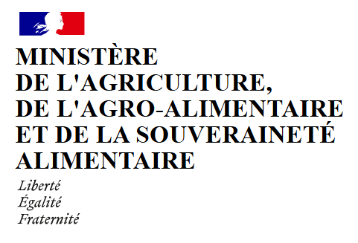 MINISTÈRE
DE L'AGRICULTURE,
DE L'AGRO-ALIMENTAIRE
ET DE LA SOUVERAINETÉ
ALIMENTAIRE
Liberté
Égalité
Fraternité